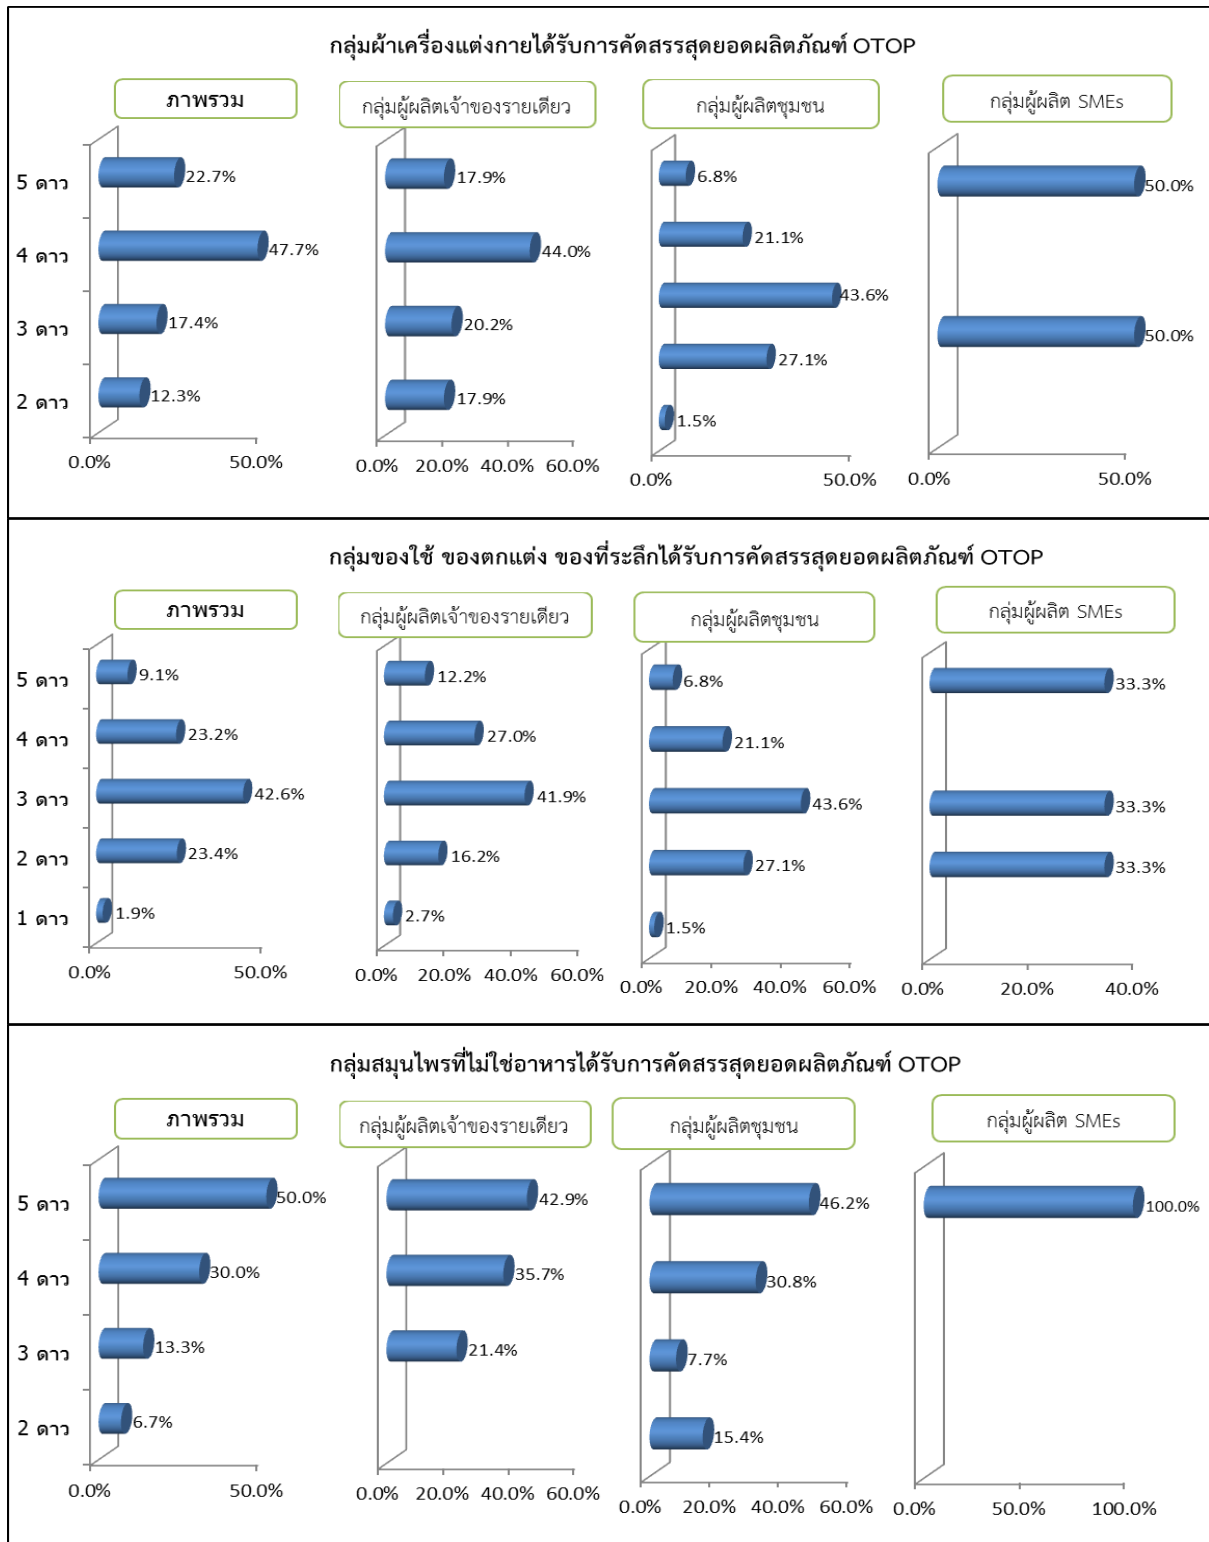 กลุ่มผ้าเครื่องแต่งกายได้รับการคัดสรรสุดยอดผลิตภัณฑ์ OTOP
ภาพรวม
กลุ่มผู้ผลิตเจ้าของรายเดียว
กลุ่มผู้ผลิตชุมชน
กลุ่มผู้ผลิต SMEs
5 ดาว
22.7%
17.9%
6.8%
50.0%
4 ดาว
47.7%
44.0%
21.1%
43.6%
3 ดาว
17.4%
20.2%
27.1%
50.0%
2 ดาว
12.3%
17.9%
1.5%
0.0% 50.0%
0.0% 20.0% 40.0% 60.0%
0.0% 50.0%
0.0% 50.0%
กลุ่มของใช้ ของตกแต่ง ของที่ระลึกได้รับการคัดสรรสุดยอดผลิตภัณฑ์ OTOP
ภาพรวม
กลุ่มผู้ผลิตเจ้าของรายเดียว
กลุ่มผู้ผลิตชุมชน
กลุ่มผู้ผลิต SMEs
5 ดาว
9.1%
12.2%
6.8%
33.3%
4 ดาว
23.2%
27.0%
21.1%
3 ดาว
42.6%
41.9%
43.6%
33.3%
2 ดาว
23.4%
16.2%
27.1%
33.3%
1 ดาว
1.9%
2.7%
1.5%
0.0% 50.0%
0.0% 20.0% 40.0% 60.0%
0.0% 20.0% 40.0% 60.0%
0.0% 20.0% 40.0%
กลุ่มสมุนไพรที่ไม่ใช่อาหารได้รับการคัดสรรสุดยอดผลิตภัณฑ์ OTOP
ภาพรวม
กลุ่มผู้ผลิตเจ้าของรายเดียว
กลุ่มผู้ผลิตชุมชน
กลุ่มผู้ผลิต SMEs
5 ดาว
50.0%
42.9%
46.2%
100.0%
4 ดาว
30.0%
35.7%
30.8%
3 ดาว
13.3%
21.4%
7.7%
2 ดาว
6.7%
15.4%
0.0% 50.0%
0.0% 20.0% 40.0% 60.0%
0.0% 20.0% 40.0% 60.0%
0.0% 50.0% 100.0%